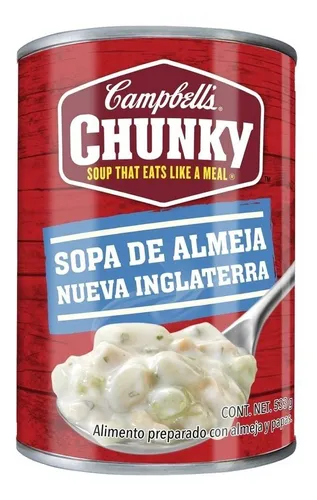 Campbell's®
CHUNKY
SOUP THAT EATS LIKE A MEAL®
SOPA DE ALMEJA
NUEVA INGLATERRA
CONT. NET. g
Alimento preparado con almeja y papas.